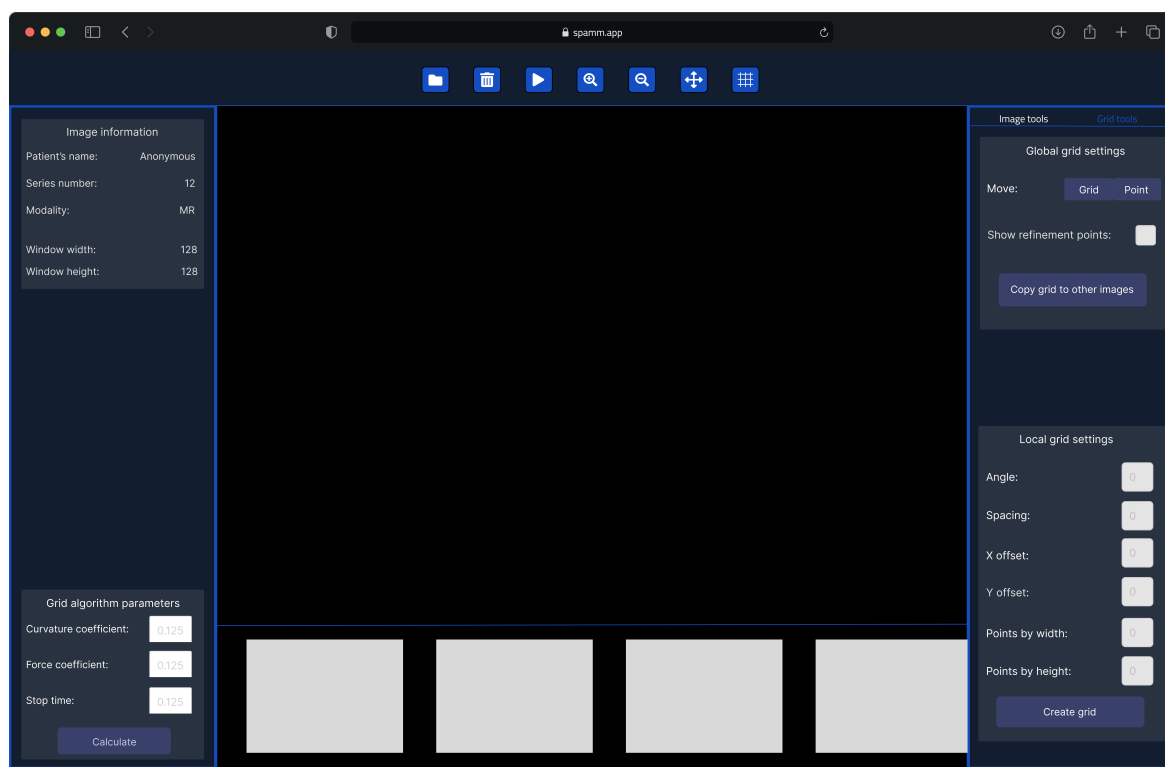 spamm.app
Image information
Patient's name: Anonymous
Series number: 12
Modality: MR
Window width: 128
Window height: 128
Grid algorithm parameters
Curvature coefficient: 0.125
Force coefficient: 0.125
Stop time: 0.125
Calculate
Image tools Grid tools
Global grid settings
Move: Grid Point
Show refinement points:
Copy grid to other images
Local grid settings
Angle: 0
Spacing: 0
X offset: 0
Y offset: 0
Points by width: 0
Points by height: 0
Create grid